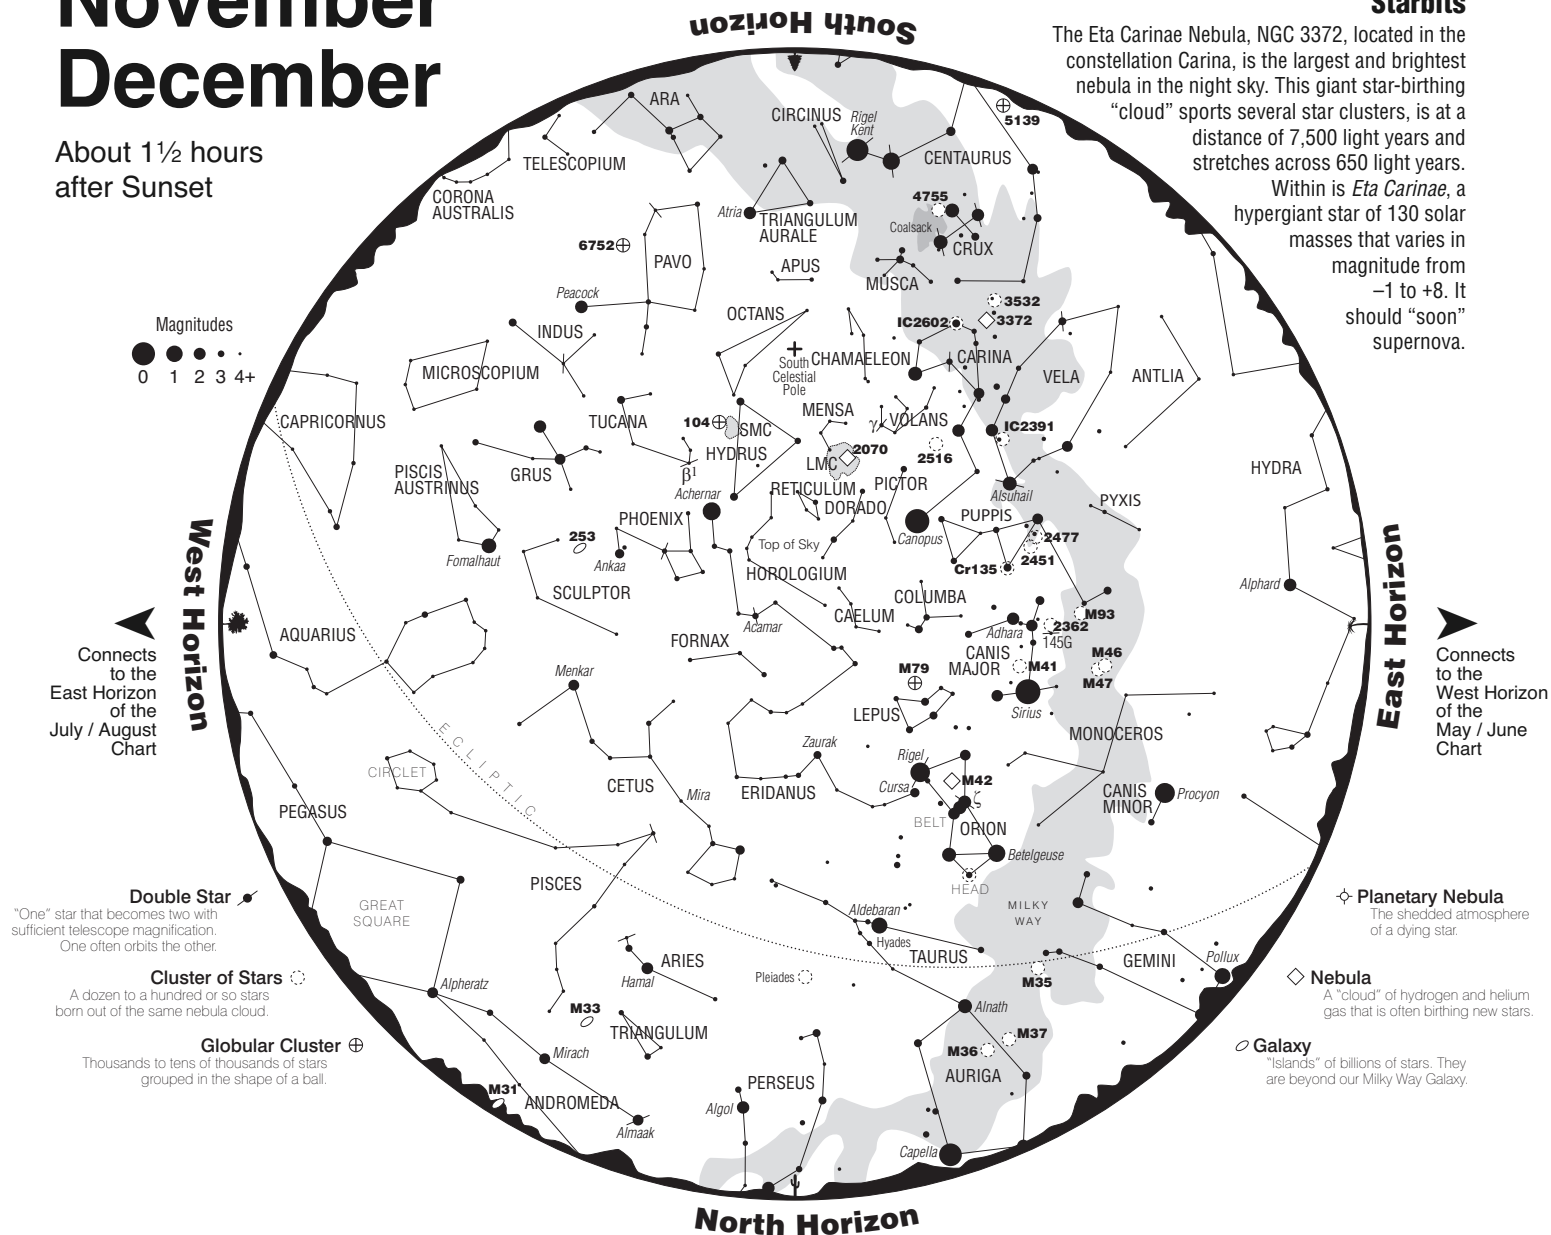 November
December
About 1½ hours
after Sunset
Starbits
The Eta Carinae Nebula, NGC 3372, located in the
constellation Carina, is the largest and brightest
nebula in the night sky. This giant star-birthing
“cloud” sports several star clusters, is at a
distance of 7,500 light years and
stretches across 650 light years.
Within is Eta Carinae, a
hypergiant star of 130 solar
masses that varies in
magnitude from
–1 to +8. It
should “soon”
supernova.
Magnitudes
0 1 2 3 4+
South Horizon
ARA
CIRCINUS
Rigel
Kent
5139
CENTAURUS
TELESCOPIUM
CORONA
AUSTRALIS
4755
Atria
TRIANGULUM
AURALE
Coalsack
CRUX
6752
PAVO
APUS
MUSCA
Peacock
3532
OCTANS
IC2602
3372
INDUS
South
Celestial
Pole
CHAMAELEON
CARINA
MICROSCOPIUM
VELA
ANTLIA
CAPRICORNUS
TUCANA
104
SMC
MENSA
γ
VOLANS
IC2391
HYDRUS
2070
LMC
2516
HYDRA
PISCIS
AUSTRINUS
GRUS
β¹
Achernar
RETICULUM
PICTOR
Alsuhail
PYXIS
DORADO
PHOENIX
Canopus
PUPPIS
253
Top of Sky
2477
2451
Fomalhaut
Ankaa
HOROLOGIUM
Cr135
Alphard
SCULPTOR
COLUMBA
CAELUM
M93
Acamar
Adhara
2362
145G
AQUARIUS
FORNAX
CANIS
MAJOR
M41
M46
M47
M79
Menkar
Sirius
LEPUS
MONOCEROS
ECLIPTIC
Zaurak
Rigel
CIRCLET
CETUS
Mira
ERIDANUS
Cursa
M42
ζ
CANIS
MINOR
Procyon
PEGASUS
BELT
ORION
Betelgeuse
HEAD
PISCES
GREAT
SQUARE
MILKY
WAY
Aldebaran
Hyades
TAURUS
GEMINI
Pollux
ARIES
Hamal
Pleiades
M35
Alpheratz
M33
TRIANGULUM
Alnath
M37
M36
Mirach
AURIGA
PERSEUS
M31
ANDROMEDA
Algol
Almaak
Capella
North Horizon
West Horizon
Connects
to the
East Horizon
of the
July / August
Chart
East Horizon
Connects
to the
West Horizon
of the
May / June
Chart
Double Star
“One” star that becomes two with
sufficient telescope magnification.
One often orbits the other.
Cluster of Stars
A dozen to a hundred or so stars
born out of the same nebula cloud.
Globular Cluster
Thousands to tens of thousands of stars
grouped in the shape of a ball.
Planetary Nebula
The shedded atmosphere
of a dying star.
Nebula
A “cloud” of hydrogen and helium
gas that is often birthing new stars.
Galaxy
“Islands” of billions of stars. They
are beyond our Milky Way Galaxy.